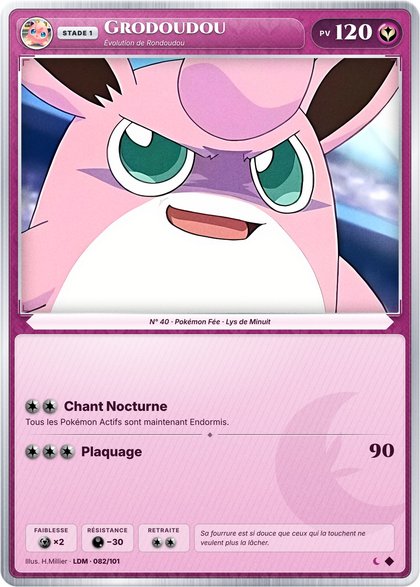 STADE 1
GRODOUDOU
Évolution de Rondoudou
PV 120
N° 40 · Pokémon Fée · Lys de Minuit
Chant Nocturne
Tous les Pokémon Actifs sont maintenant Endormis.
Plaquage 90
FAIBLESSE RÉSISTANCE RETRAITE
×2 −30
Sa fourrure est si douce que ceux qui la touchent ne
veulent plus la lâcher.
Illus. H.Millier · LDM · 082/101